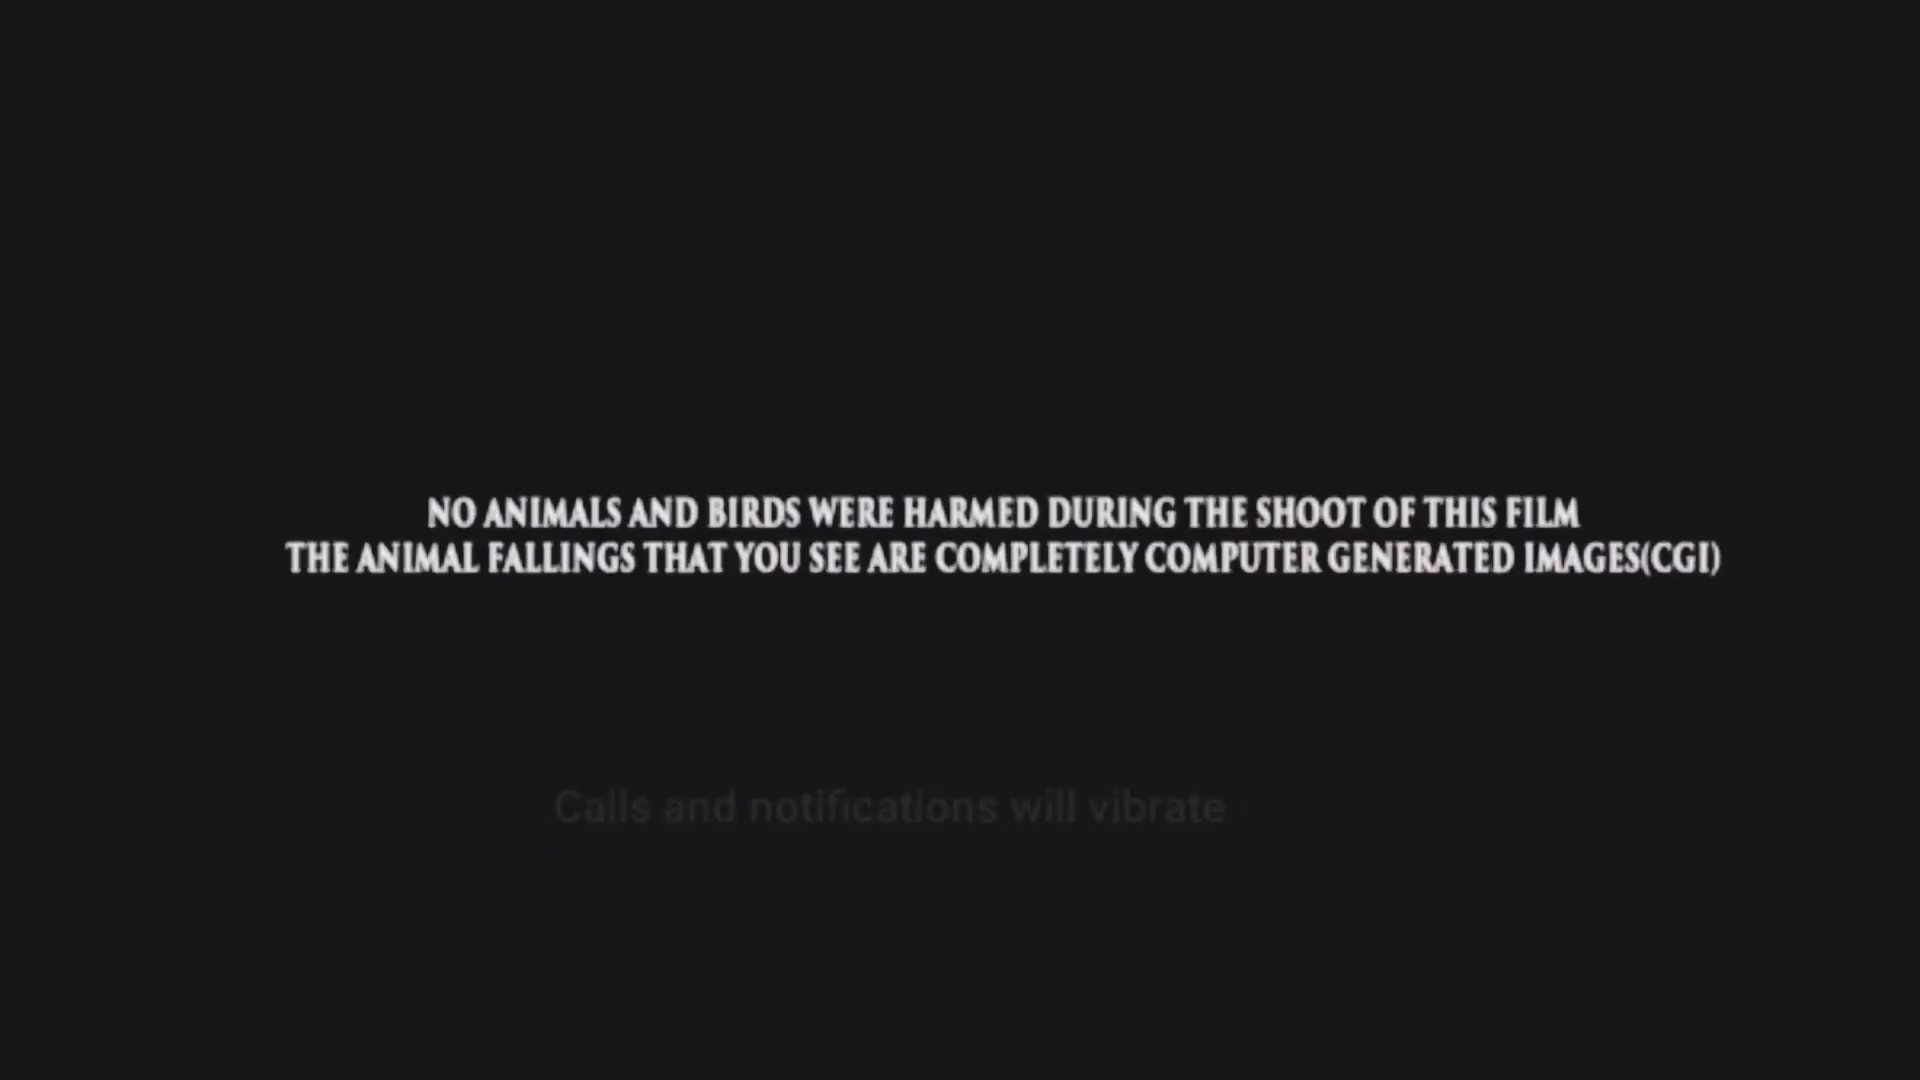 NO ANIMALS AND BIRDS WERE HARMED DURING THE SHOOT OF THIS FILM
THE ANIMAL FALLINGS THAT YOU SEE ARE COMPLETELY COMPUTER GENERATED IMAGES(CGI)
Calls and notifications will vibrate